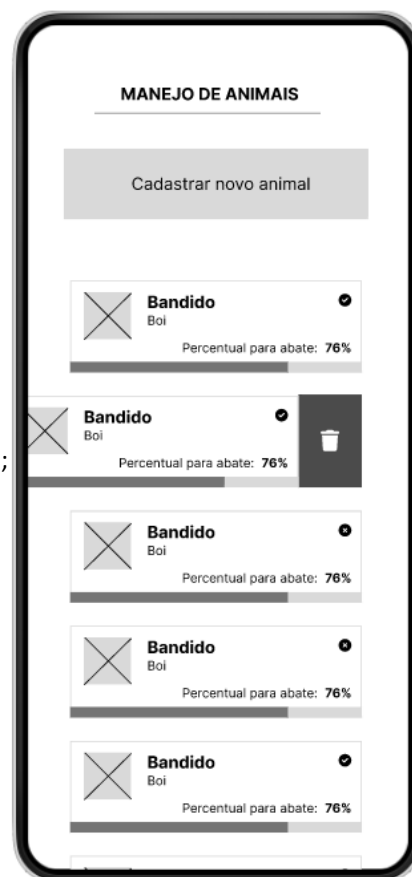 MANEJO DE ANIMAIS
Cadastrar novo animal
Bandido
Boi
Percentual para abate: 76%
;
Bandido
Boi
Percentual para abate: 76%
Bandido
Boi
Percentual para abate: 76%
Bandido
Boi
Percentual para abate: 76%
Bandido
Boi
Percentual para abate: 76%